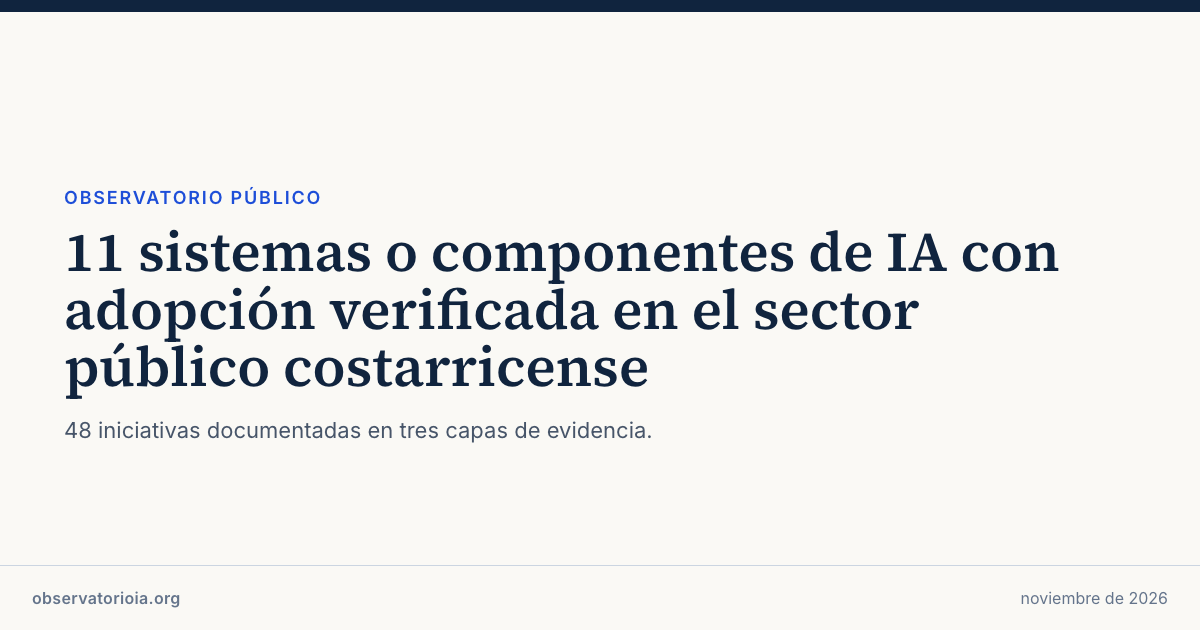 OBSERVATORIO PÚBLICO
11 sistemas o componentes de IA con
adopción verificada en el sector
público costarricense
48 iniciativas documentadas en tres capas de evidencia.
observatorioia.org
noviembre de 2026